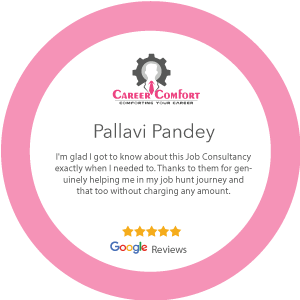 CAREER COMFORT
COMFORTING YOUR CAREER
Pallavi Pandey
I'm glad I got to know about this Job Consultancy
exactly when I needed to. Thanks to them for gen-
uinely helping me in my job hunt journey and
that too without charging any amount.
Google Reviews